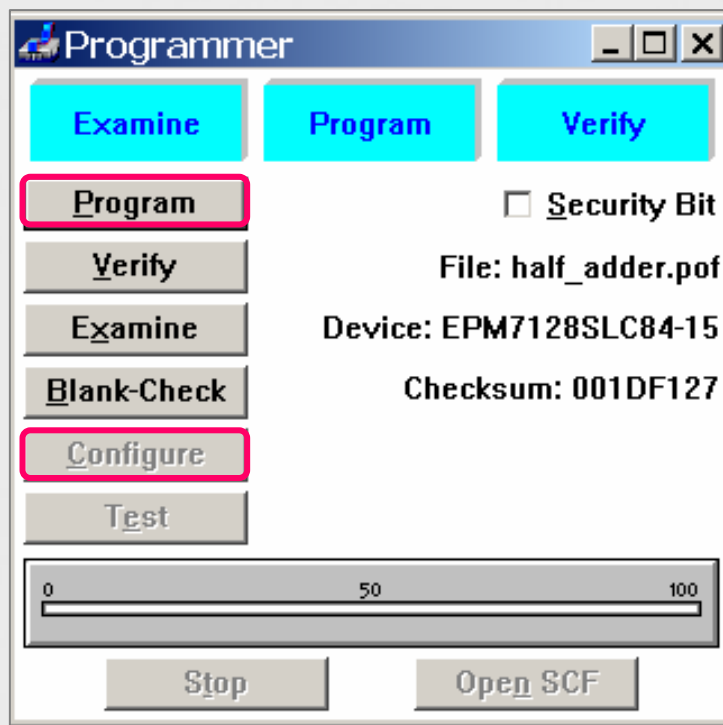 Programmer
Examine Program Verify
Program
Security Bit
Verify
File: half_adder.pof
Examine
Device: EPM7128SLC84-15
Blank-Check
Checksum: 001DF127
Configure
Test
0 50 100
Stop Open SCF